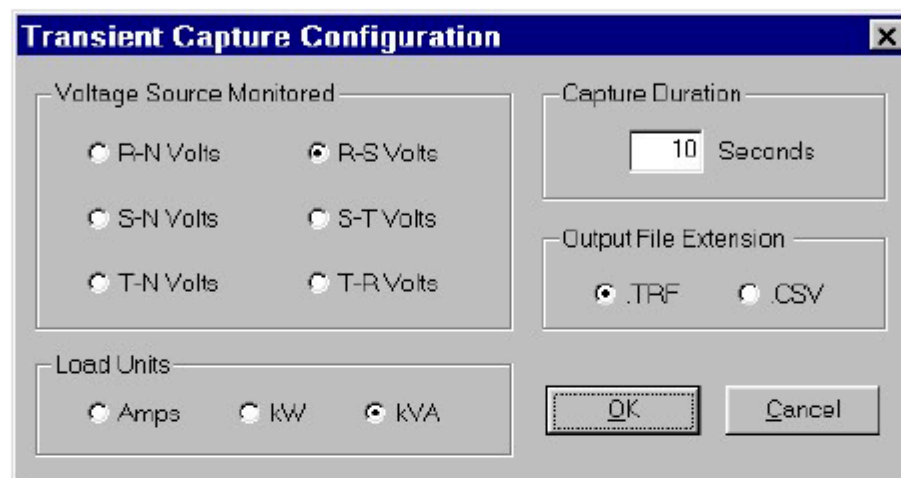 Transient Capture Configuration
Voltage Source Monitored
R-N Volts
R-S Volts
S-N Volts
S-T Volts
T-N Volts
T-R Volts
Load Units
Amps
kW
kVA
Capture Duration
10 Seconds
Output File Extension
.TRF
.CSV
OK
Cancel